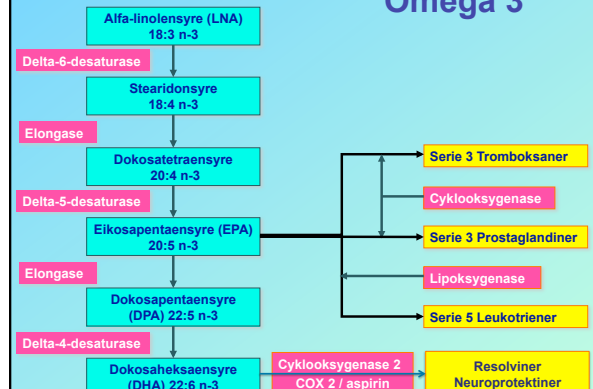 Omega 3
Alfa-linolensyre (LNA)
18:3 n-3
Delta-6-desaturase
Stearidonsyre
18:4 n-3
Elongase
Dokosatetraensyre
20:4 n-3
Delta-5-desaturase
Eikosapentaensyre (EPA)
20:5 n-3
Elongase
Dokosapentaensyre
(DPA) 22:5 n-3
Delta-4-desaturase
Dokosaheksaensyre
(DHA) 22:6 n-3
Serie 3 Tromboksaner
Cyklooksygenase
Serie 3 Prostaglandiner
Lipoksygenase
Serie 5 Leukotriener
Cyklooksygenase 2
COX 2 / aspirin
Resolviner
Neuroprotektiner